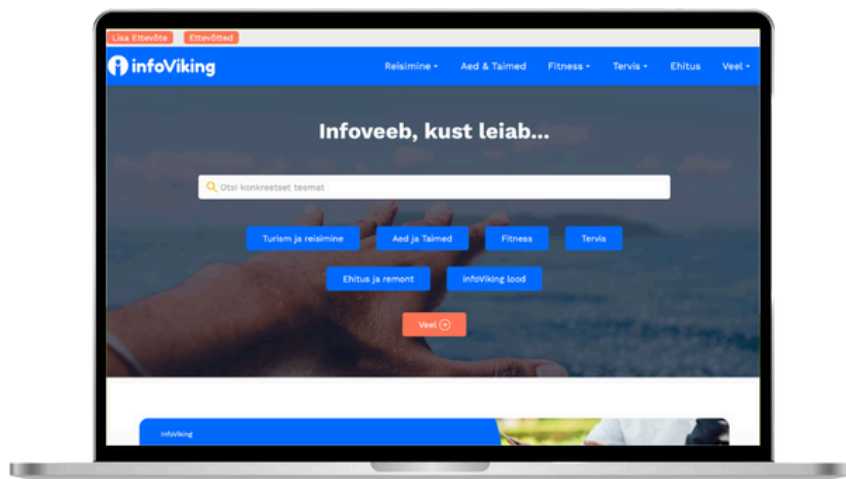 Lisa Ettevõte Ettevõtted
infoViking Reisimine Aed & Taimed Fitness Tervis Ehitus Veel
Infoveeb, kust leiab...
Otsi konkreetset teemat
Turism ja reisimine Aed ja Taimed Fitness Tervis
Ehitus ja remont infoViking lood
Veel
InfoViking